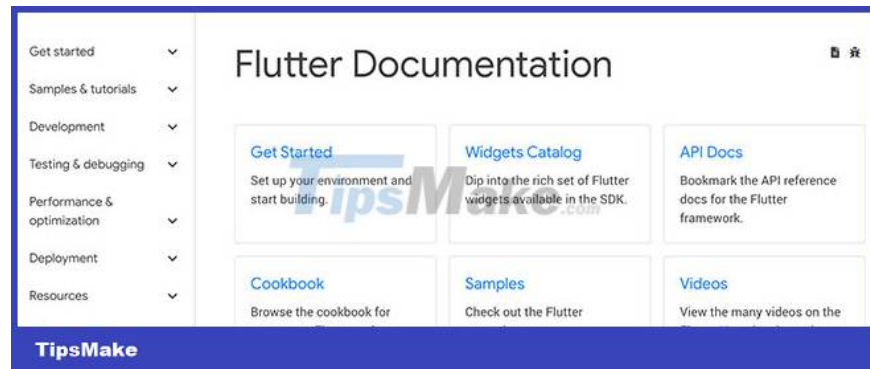 Get started
Samples & tutorials
Development
Testing & debugging
Performance &
optimization
Deployment
Resources
Flutter Documentation
Get Started
Set up your environment and
start building.
Widgets Catalog
Dip into the rich set of Flutter
widgets available in the SDK.
API Docs
Bookmark the API reference
docs for the Flutter
framework.
Cookbook
Browse the cookbook for
Samples
Check out the Flutter
Videos
View the many videos on the
TipsMake.com
TipsMake